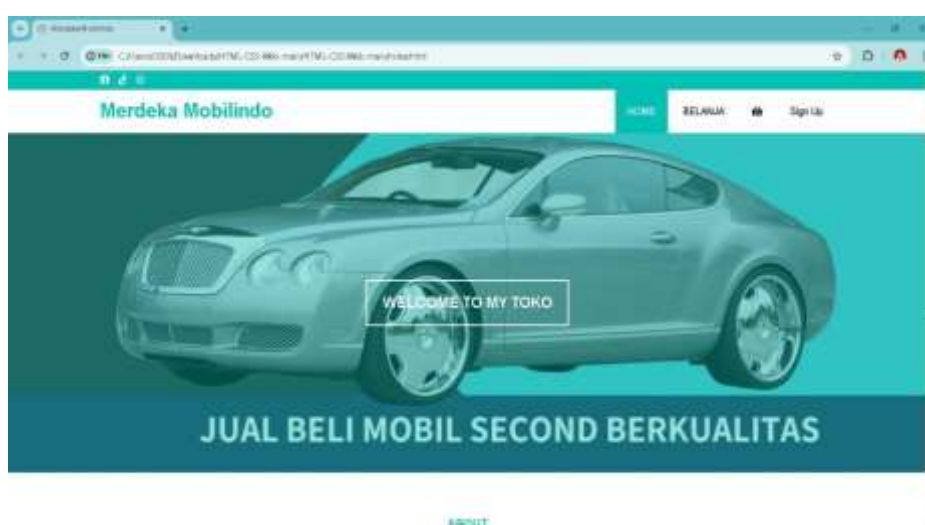 Merdeka Mobilindo
HOME BELANJA Sign Up
WELCOME TO MY TOKO
JUAL BELI MOBIL SECOND BERKUALITAS
ABOUT